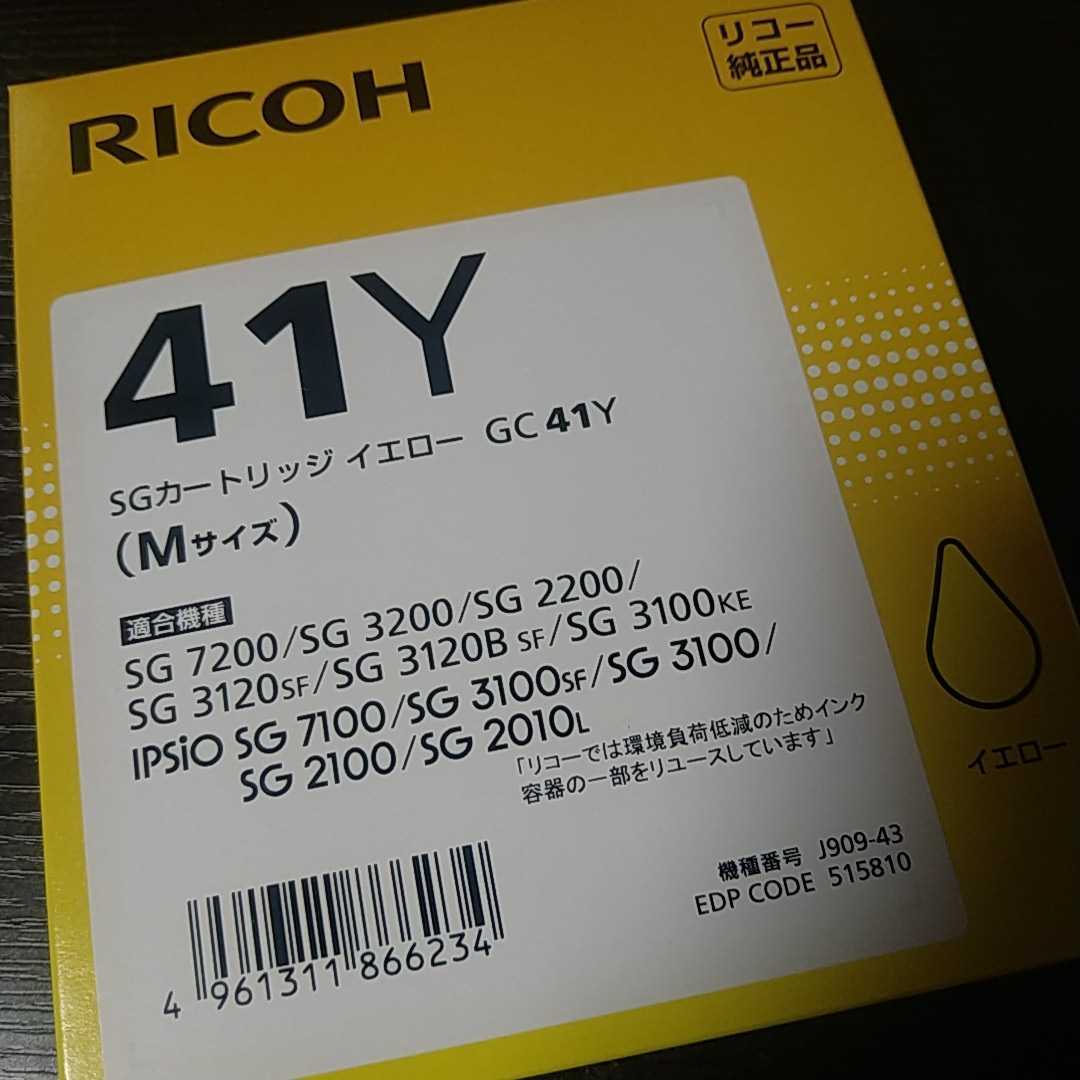 RICOH
リコー
純正品
41Y
SGカートリッジ イエロー GC 41Y
(Mサイズ)
適合機種
SG 7200/SG 3200/SG 2200/
SG 3120SF/SG 3120B SF/SG 3100KE
IPSiO SG 7100/SG 3100SF/SG 3100/
SG 2100/SG 2010L
「リコーでは環境負荷低減のためインク
容器の一部をリユースしています」
イエロー
機種番号 J909-43
EDP CODE 515810
4 961311 866234